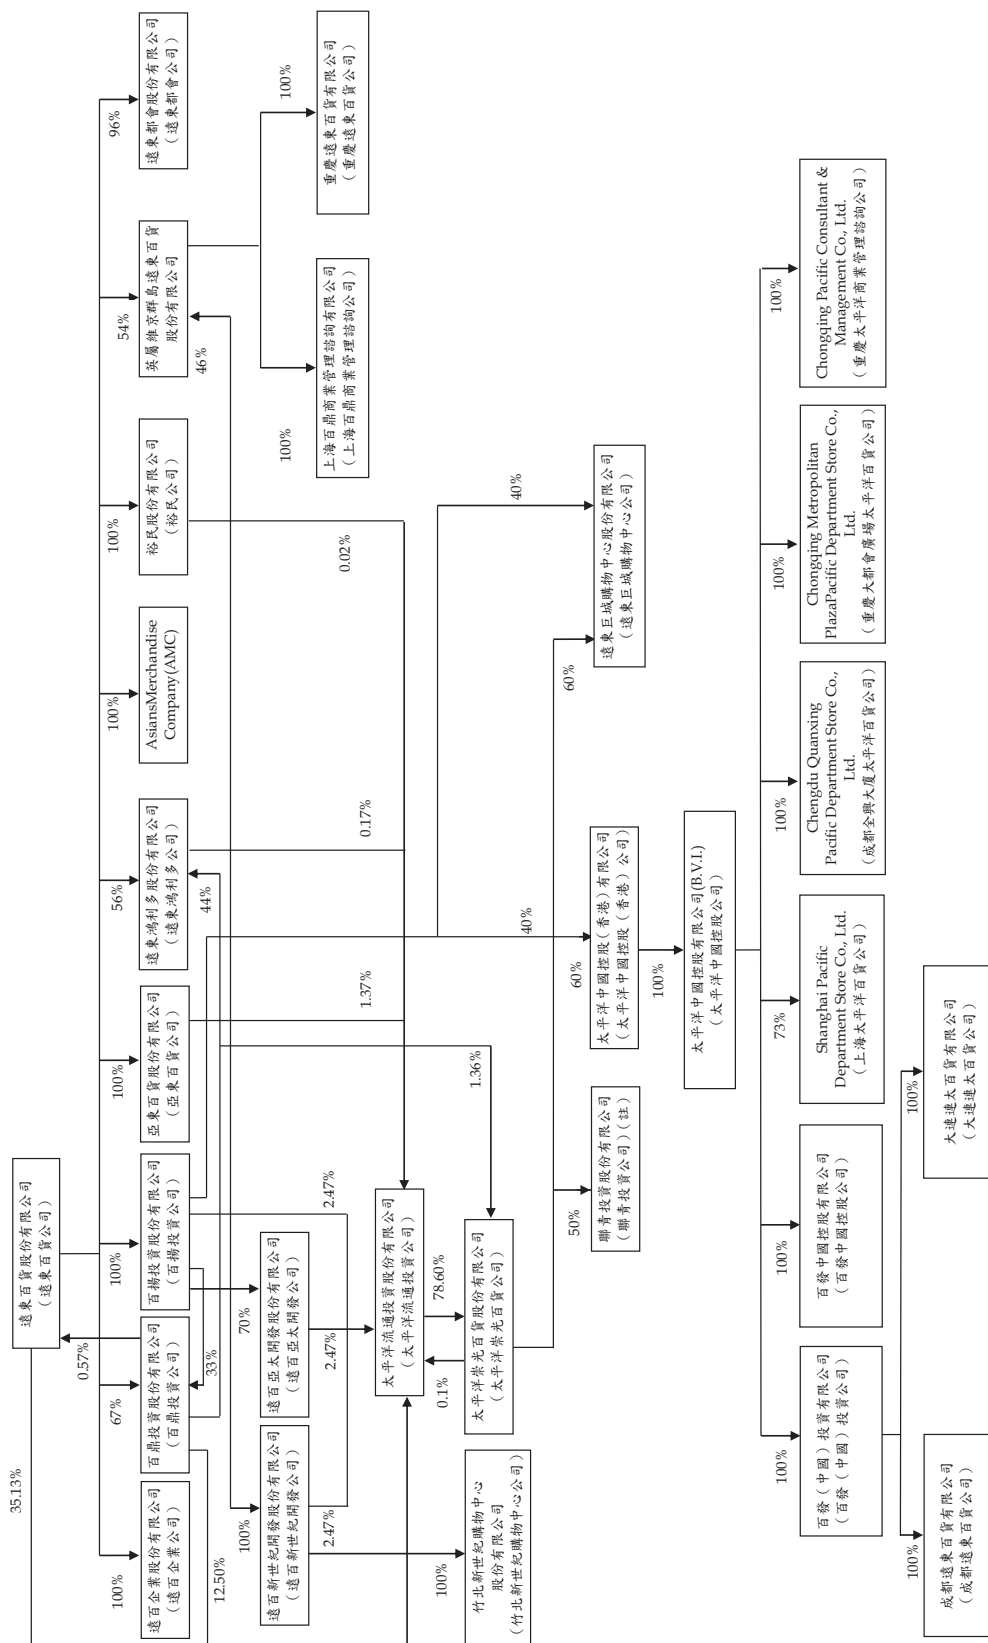 遠東百貨股份有限公司
（遠東百貨公司）
35.13%
0.57%
100%
67%
100%
100%
56%
100%
100%
54%
96%
遠百企業股份有限公司
（遠百企業公司）
百鼎投資股份有限公司
（百鼎投資公司）
百揚投資股份有限公司
（百揚投資公司）
亞東百貨股份有限公司
（亞東百貨公司）
遠東鴻利多股份有限公司
（遠東鴻利多公司）
AsiansMerchandise
Company(AMC)
裕民股份有限公司
（裕民公司）
英屬維京群島遠東百貨
股份有限公司
遠東都會股份有限公司
（遠東都會公司）
12.50%
33%
44%
46%
100%
70%
2.47%
1.37%
0.17%
0.02%
100%
100%
遠百新世紀開發股份有限公司
（遠百新世紀開發公司）
遠百亞太開發股份有限公司
（遠百亞太開發公司）
上海百鼎商業管理諮詢有限公司
（上海百鼎商業管理諮詢公司）
重慶遠東百貨有限公司
（重慶遠東百貨公司）
2.47%
2.47%
太平洋流通投資股份有限公司
（太平洋流通投資公司）
100%
0.1%
78.60%
1.36%
40%
40%
竹北新世紀購物中心
股份有限公司
（竹北新世紀購物中心公司）
太平洋崇光百貨股份有限公司
（太平洋崇光百貨公司）
50%
60%
60%
聯青投資股份有限公司
（聯青投資公司）（註）
太平洋中國控股（香港）有限公司
（太平洋中國控股（香港）公司）
遠東巨城購物中心股份有限公司
（遠東巨城購物中心公司）
100%
太平洋中國控股有限公司(B.V.I.)
（太平洋中國控股公司）
100%
100%
73%
100%
100%
100%
百發（中國）投資有限公司
（百發（中國）投資公司）
百發中國控股有限公司
（百發中國控股公司）
Shanghai Pacific
Department Store Co., Ltd.
（上海太平洋百貨公司）
Chengdu Quanxing
Pacific Department Store Co.,
Ltd.
（成都全興大廈太平洋百貨公司）
Chongqing Metropolitan
PlazaPacific Department Store Co.,
Ltd.
（重慶大都會廣場太平洋百貨公司）
Chongqing Pacific Consultant &
Management Co., Ltd.
（重慶太平洋商業管理諮詢公司）
100%
100%
成都遠東百貨有限公司
（成都遠東百貨公司）
大連連太百貨有限公司
（大連連太百貨公司）